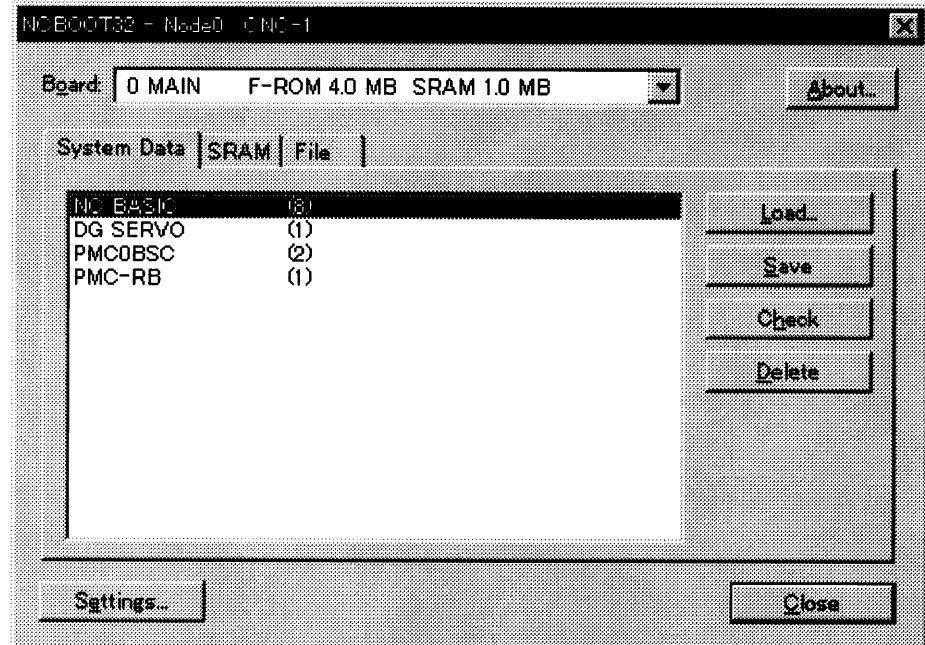 NCBOOT32 - Node0 CNC-1
Board: 0 MAIN F-ROM 4.0 MB SRAM 1.0 MB About...
System Data SRAM File
NC BASIC (8)
DG SERVO (1)
PMC0BSC (2)
PMC-RB (1)
Load...
Save
Check
Delete
Settings... Close